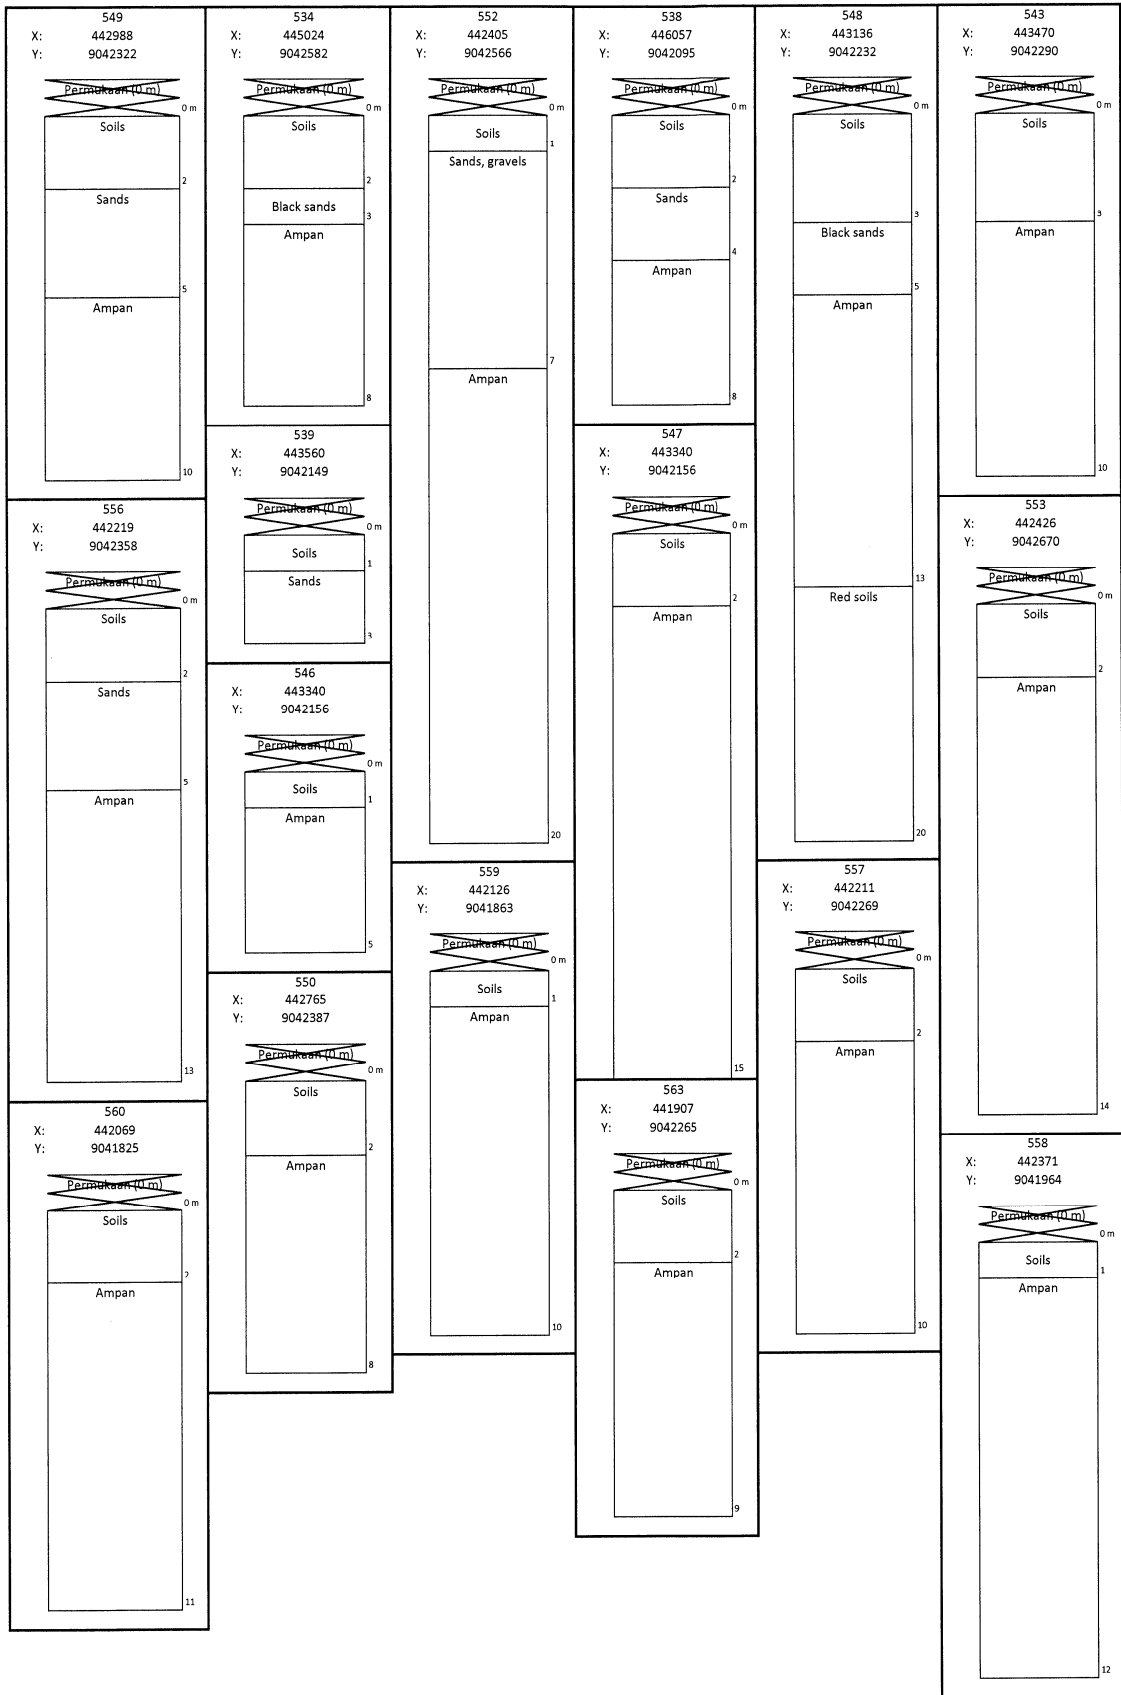 549
X: 442988
Y: 9042322
Permukaan (0 m)
0 m
Soils
2
Sands
5
Ampan
10
556
X: 442219
Y: 9042358
Permukaan (0 m)
0 m
Soils
2
Sands
5
Ampan
13
560
X: 442069
Y: 9041825
Permukaan (0 m)
0 m
Soils
2
Ampan
11
534
X: 445024
Y: 9042582
Permukaan (0 m)
0 m
Soils
2
Black sands
3
Ampan
8
539
X: 443560
Y: 9042149
Permukaan (0 m)
0 m
Soils
1
Sands
3
546
X: 443340
Y: 9042156
Permukaan (0 m)
0 m
Soils
1
Ampan
5
550
X: 442765
Y: 9042387
Permukaan (0 m)
0 m
Soils
2
Ampan
8
552
X: 442405
Y: 9042566
Permukaan (0 m)
0 m
Soils
1
Sands, gravels
7
Ampan
20
559
X: 442126
Y: 9041863
Permukaan (0 m)
0 m
Soils
1
Ampan
10
538
X: 446057
Y: 9042095
Permukaan (0 m)
0 m
Soils
2
Sands
4
Ampan
8
547
X: 443340
Y: 9042156
Permukaan (0 m)
0 m
Soils
2
Ampan
15
563
X: 441907
Y: 9042265
Permukaan (0 m)
0 m
Soils
2
Ampan
9
548
X: 443136
Y: 9042232
Permukaan (0 m)
0 m
Soils
3
Black sands
5
Ampan
13
Red soils
20
557
X: 442211
Y: 9042269
Permukaan (0 m)
0 m
Soils
2
Ampan
10
543
X: 443470
Y: 9042290
Permukaan (0 m)
0 m
Soils
3
Ampan
10
553
X: 442426
Y: 9042670
Permukaan (0 m)
0 m
Soils
2
Ampan
14
558
X: 442371
Y: 9041964
Permukaan (0 m)
0 m
Soils
1
Ampan
12